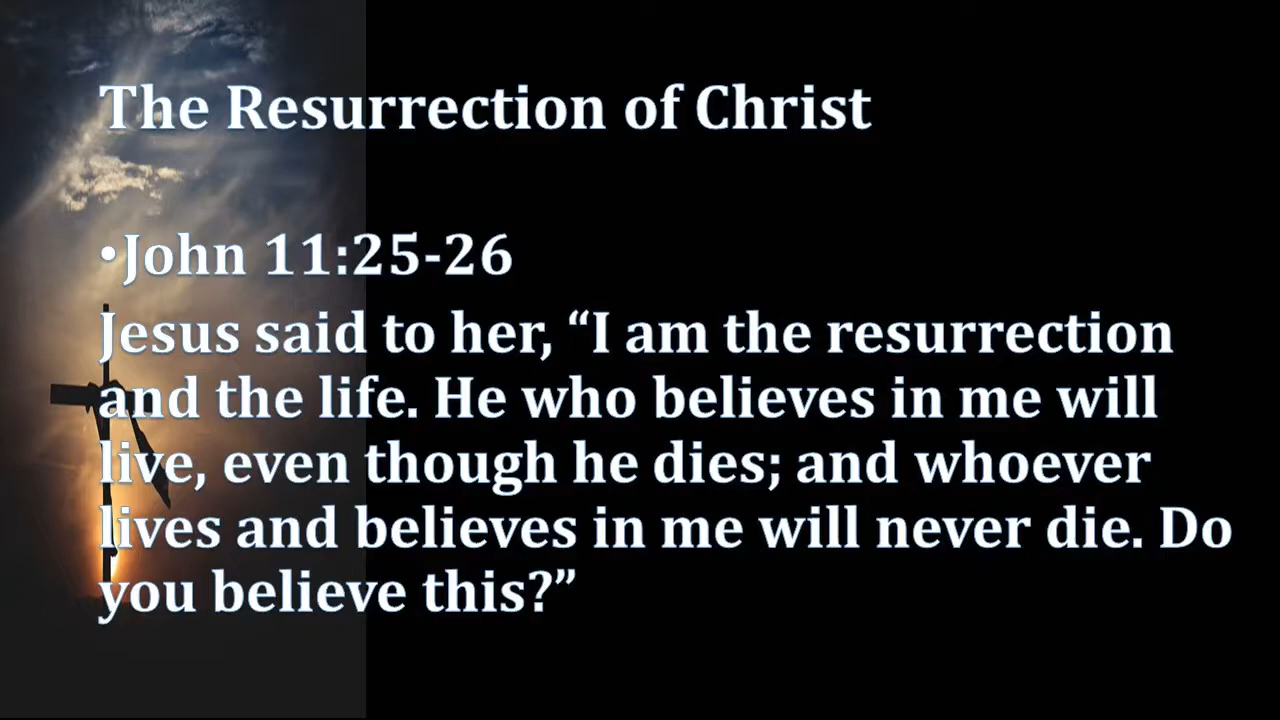 The Resurrection of Christ
•John 11:25-26
Jesus said to her, “I am the resurrection
and the life. He who believes in me will
live, even though he dies; and whoever
lives and believes in me will never die. Do
you believe this?”